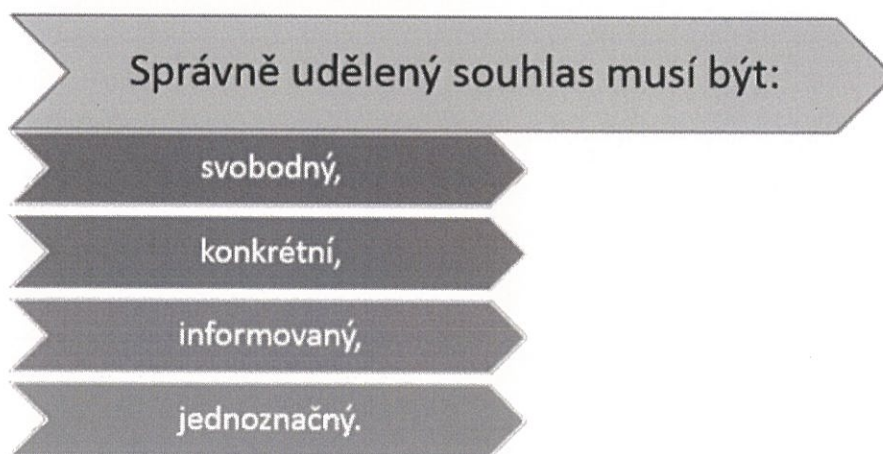 Správně udělený souhlas musí být:
svobodný,
konkrétní,
informovaný,
jednoznačný.